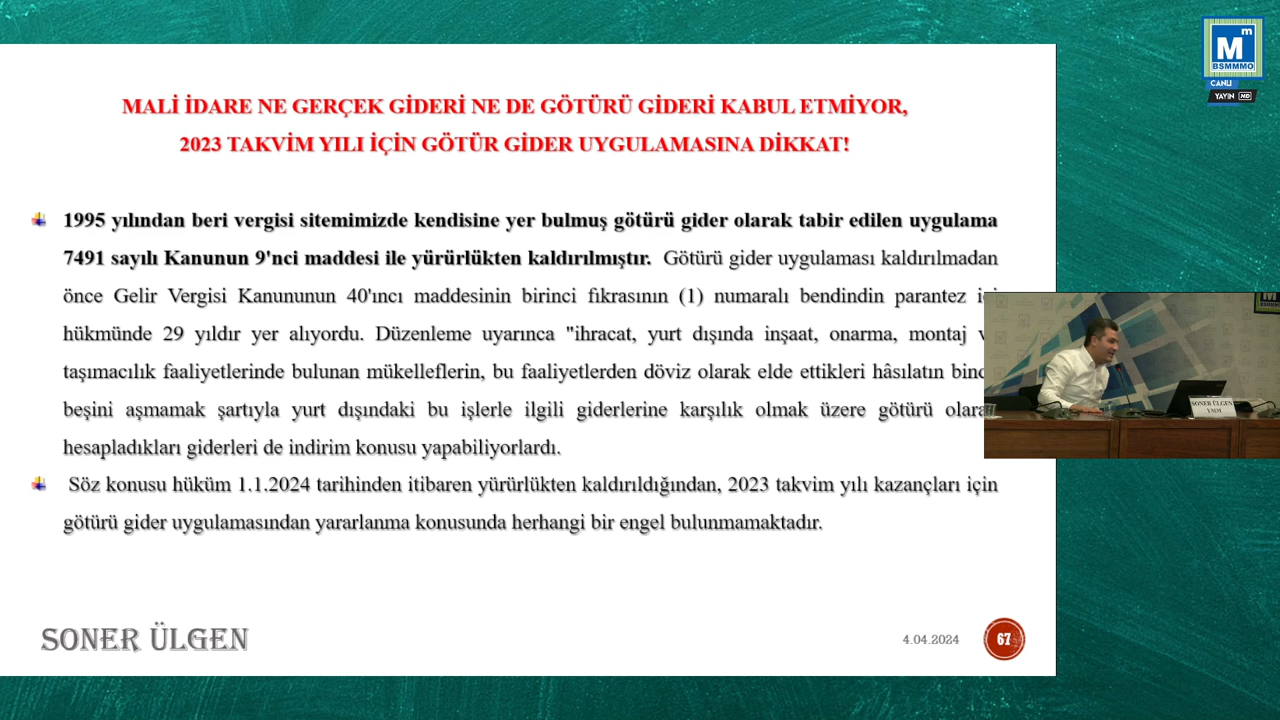 MALİ İDARE NE GERÇEK GİDERİ NE DE GÖTÜRÜ GİDERİ KABUL ETMİYOR,
2023 TAKVİM YILI İÇİN GÖTÜR GİDER UYGULAMASINA DİKKAT!
1995 yılından beri vergisi sitemimizde kendisine yer bulmuş götürü gider olarak tabir edilen uygulama
7491 sayılı Kanunun 9'nci maddesi ile yürürlükten kaldırılmıştır. Götürü gider uygulaması kaldırılmadan
önce Gelir Vergisi Kanununun 40'ıncı maddesinin birinci fıkrasının (1) numaralı bendindin parantez
hükmünde 29 yıldır yer alıyordu. Düzenleme uyarınca "ihracat, yurt dışında inşaat, onarma, montaj
taşımacılık faaliyetlerinde bulunan mükelleflerin, bu faaliyetlerden döviz olarak elde ettikleri hâsılatın
beşini aşmamak şartıyla yurt dışındaki bu işlerle ilgili giderlerine karşılık olmak üzere götürü
hesapladıkları giderleri de indirim konusu yapabiliyorlardı.
Söz konusu hüküm 1.1.2024 tarihinden itibaren yürürlükten kaldırıldığından, 2023 takvim yılı kazançları için
götürü gider uygulamasından yararlanma konusunda herhangi bir engel bulunmamaktadır.
SONER ÜLGEN
4.04.2024
67
M m
BSMMMO
CANLI
YAYIN HD
SONER ÜLGEN
YMM